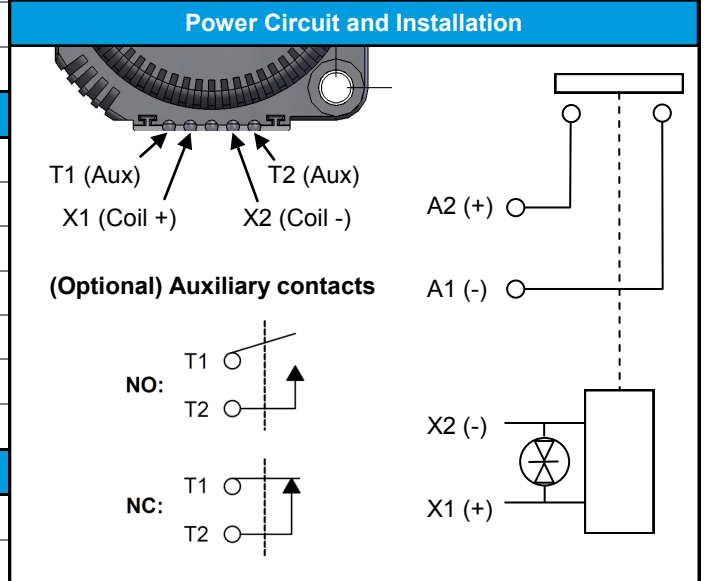 Power Circuit and Installation
T1 (Aux)
T2 (Aux)
X1 (Coil +)
X2 (Coil -)
(Optional) Auxiliary contacts
NO:
T1
T2
NC:
T1
T2
A2 (+)
A1 (-)
X2 (-)
X1 (+)